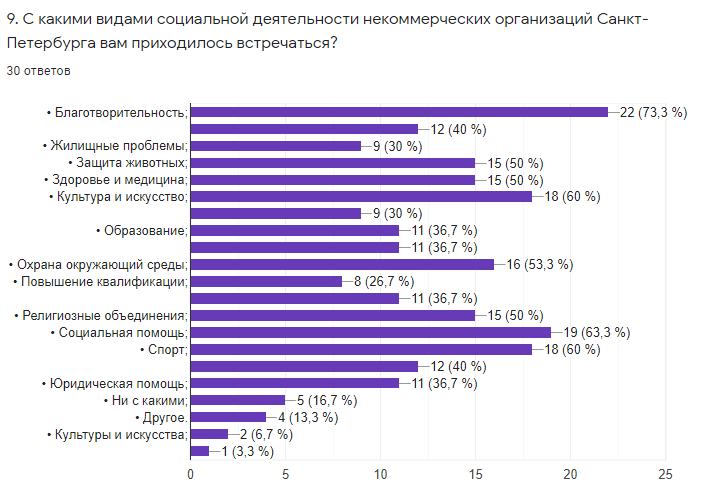 9. С какими видами социальной деятельности некоммерческих организаций Санкт-
Петербурга вам приходилось встречаться?
30 ответов
• Благотворительность; 22 (73,3 %)
12 (40 %)
• Жилищные проблемы; 9 (30 %)
• Защита животных; 15 (50 %)
• Здоровье и медицина; 15 (50 %)
• Культура и искусство; 18 (60 %)
9 (30 %)
• Образование; 11 (36,7 %)
11 (36,7 %)
• Охрана окружающий среды; 16 (53,3 %)
• Повышение квалификации; 8 (26,7 %)
11 (36,7 %)
• Религиозные объединения; 15 (50 %)
• Социальная помощь; 19 (63,3 %)
• Спорт; 18 (60 %)
12 (40 %)
• Юридическая помощь; 11 (36,7 %)
• Ни с какими; 5 (16,7 %)
• Другое. 4 (13,3 %)
• Культуры и искусства; 2 (6,7 %)
1 (3,3 %)
0 5 10 15 20 25